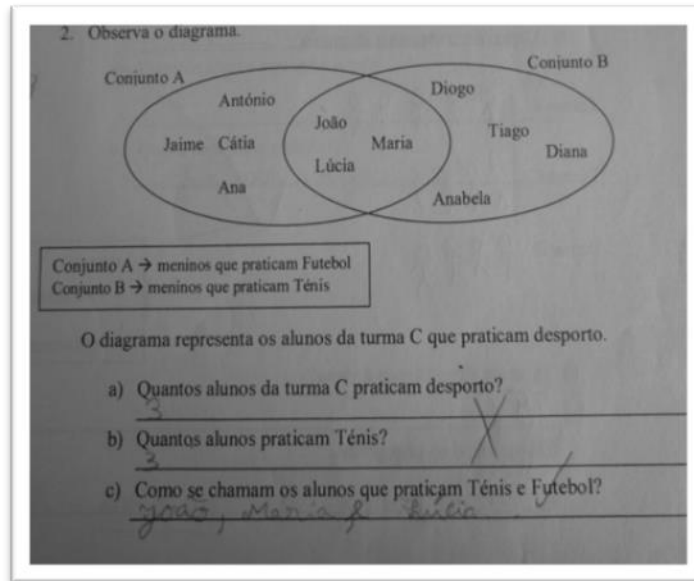 2. Observa o diagrama.
Conjunto A
Conjunto B
António
Diogo
João
Tiago
Jaime Cátia
Maria
Diana
Lúcia
Ana
Anabela
Conjunto A → meninos que praticam Futebol
Conjunto B → meninos que praticam Ténis
O diagrama representa os alunos da turma C que praticam desporto.
a) Quantos alunos da turma C praticam desporto?
3
b) Quantos alunos praticam Ténis?
3
c) Como se chamam os alunos que praticam Ténis e Futebol?
João, Maria e Lúcia